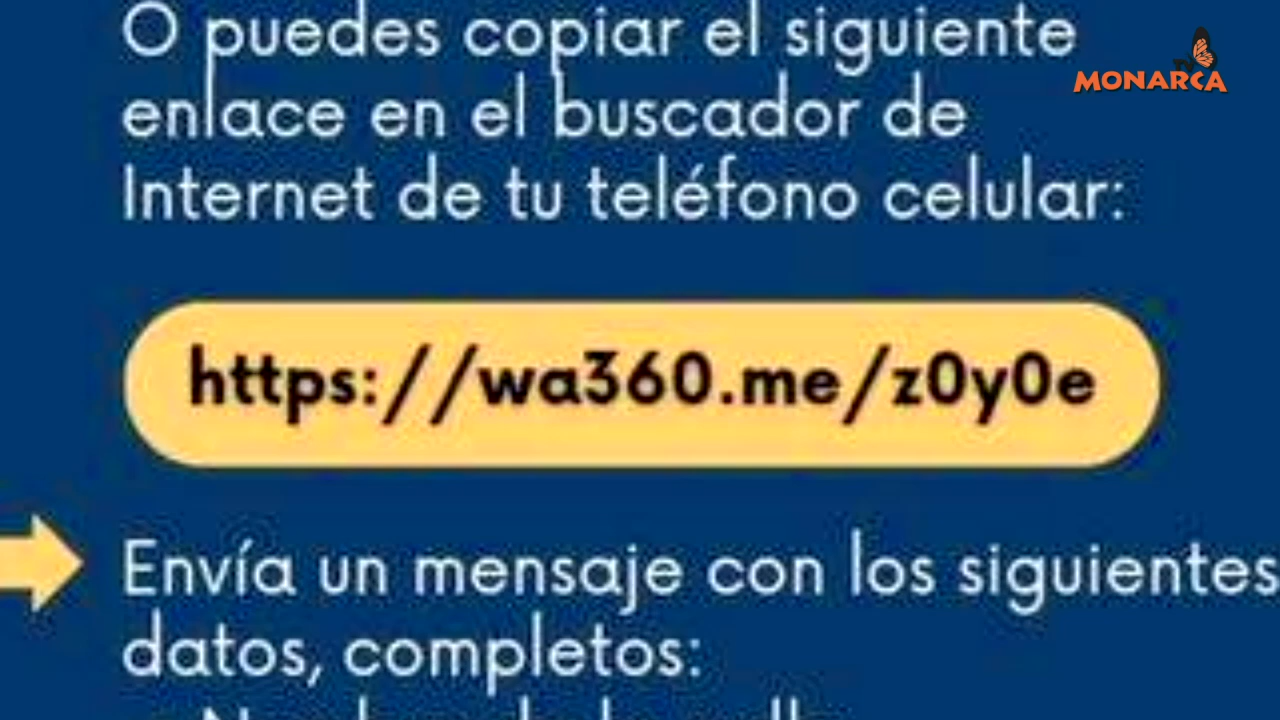 O puedes copiar el siguiente
TV
MONARCA
enlace en el buscador de
Internet de tu teléfono celular:
https://wa360.me/z0y0e
Envía un mensaje con los siguientes
datos, completos: